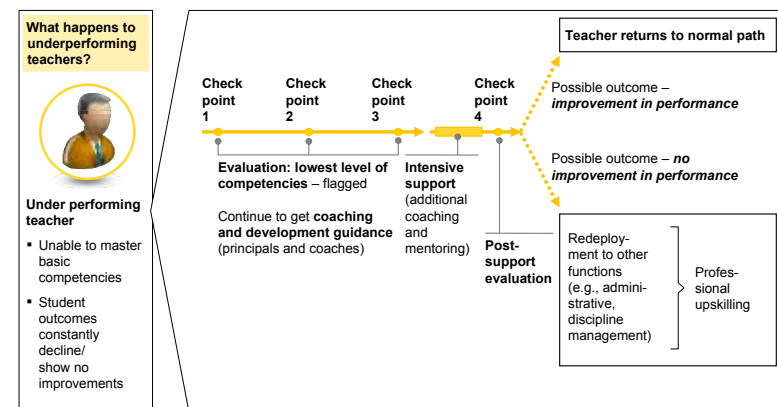 What happens to
underperforming
teachers?
Under performing
teacher
▪ Unable to master
basic
competencies
▪ Student
outcomes
constantly
decline/
show no
improvements
Check
point
1
Check
point
2
Check
point
3
Check
point
4
Evaluation: lowest level of
competencies – flagged
Continue to get coaching
and development guidance
(principals and coaches)
Intensive
support
(additional
coaching
and
mentoring)
Post-
support
evaluation
Teacher returns to normal path
Possible outcome –
improvement in performance
Possible outcome – no
improvement in performance
Redeploy-
ment to other
functions
(e.g., admini-
strative,
discipline
management)
Profes-
sional
upskilling